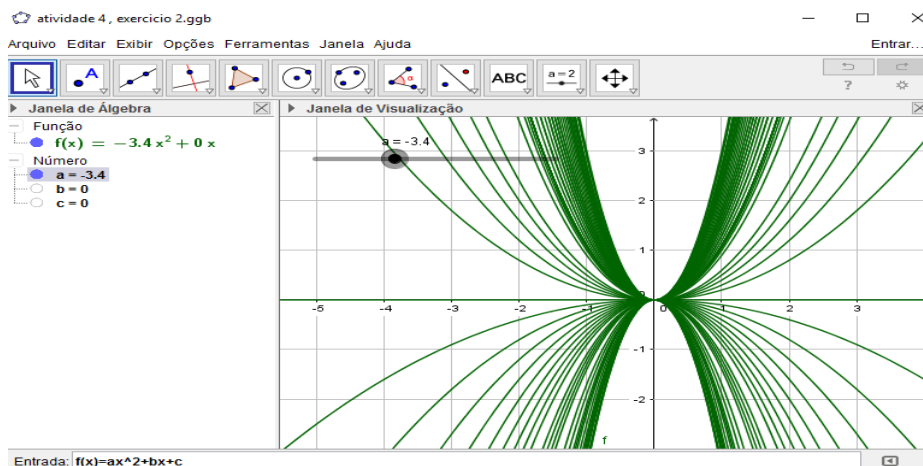 atividade 4 , exercicio 2.ggb
Arquivo Editar Exibir Opções Ferramentas Janela Ajuda Entrar...
A α ABC a = 2 ?
Janela de Álgebra
Janela de Visualização
Função
f(x) = −3.4 x² + 0 x
Número
a = -3.4
b = 0
c = 0
a = -3.4
3
2
1
0
-5 -4 -3 -2 -1 0 1 2 3
-1
-2
f
Entrada: f(x)=ax^2+bx+c